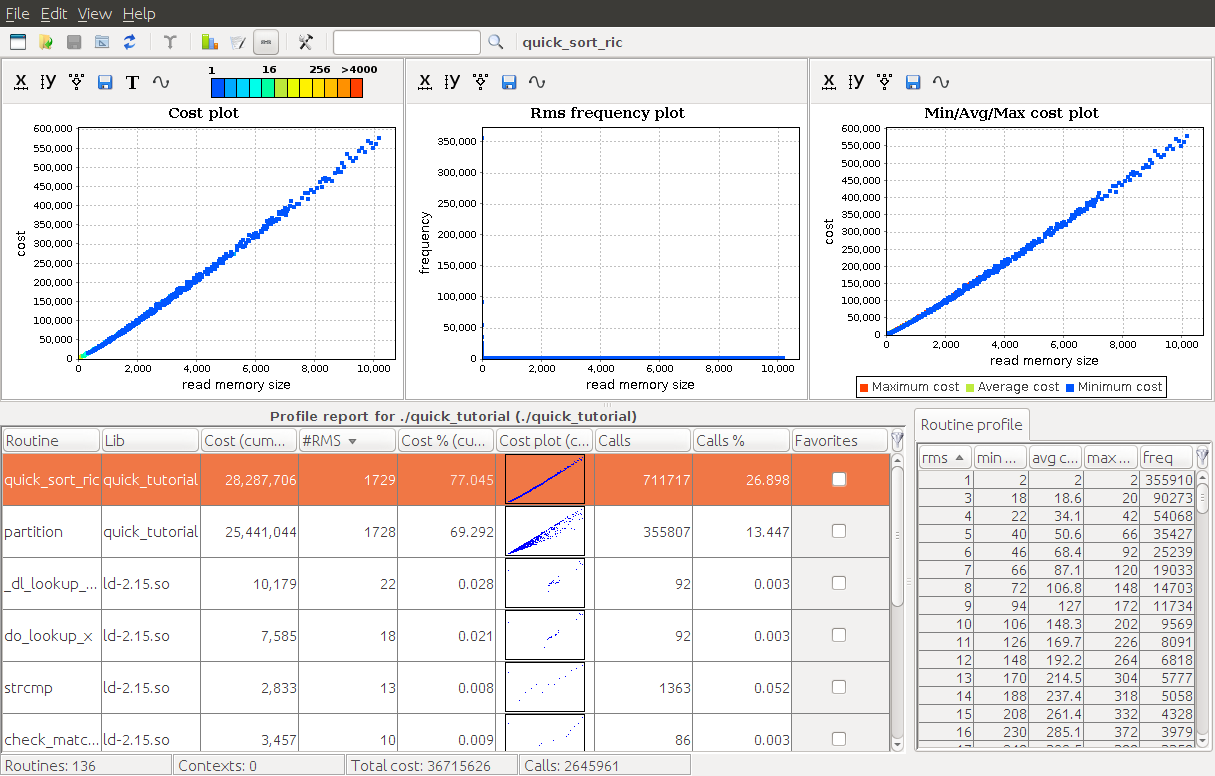 File Edit View Help
quick_sort_ric
1 16 256 >4000
T
Cost plot
600,000
550,000
500,000
450,000
400,000
350,000
300,000
250,000
200,000
150,000
100,000
50,000
0
cost
0 2,000 4,000 6,000 8,000 10,000
read memory size
Rms frequency plot
350,000
300,000
250,000
200,000
150,000
100,000
50,000
0
frequency
0 2,000 4,000 6,000 8,000 10,000
read memory size
Min/Avg/Max cost plot
600,000
550,000
500,000
450,000
400,000
350,000
300,000
250,000
200,000
150,000
100,000
50,000
0
cost
0 2,000 4,000 6,000 8,000 10,000
read memory size
Maximum cost Average cost Minimum cost
Profile report for ./quick_tutorial (./quick_tutorial)
Routine Lib Cost (cum... #RMS Cost % (cu... Cost plot (c... Calls Calls % Favorites
quick_sort_ric quick_tutorial 28,287,706 1729 77.045 711717 26.898
partition quick_tutorial 25,441,044 1728 69.292 355807 13.447
_dl_lookup_... ld-2.15.so 10,179 22 0.028 92 0.003
do_lookup_x ld-2.15.so 7,585 18 0.021 92 0.003
strcmp ld-2.15.so 2,833 13 0.008 1363 0.052
check_matc... ld-2.15.so 3,457 10 0.009 86 0.003
Routine profile
rms min ... avg c... max ... freq
1 2 2 2 355910
3 18 18.6 20 90273
4 22 34.1 42 54068
5 40 50.6 66 35427
6 46 68.4 92 25239
7 66 87.1 120 19033
8 72 106.8 148 14703
9 94 127 172 11734
10 106 148.3 202 9569
11 126 169.7 226 8091
12 148 192.2 264 6818
13 170 214.5 304 5777
14 188 237.4 318 5058
15 208 261.4 332 4328
16 230 285.1 372 3979
Routines: 136 Contexts: 0 Total cost: 36715626 Calls: 2645961